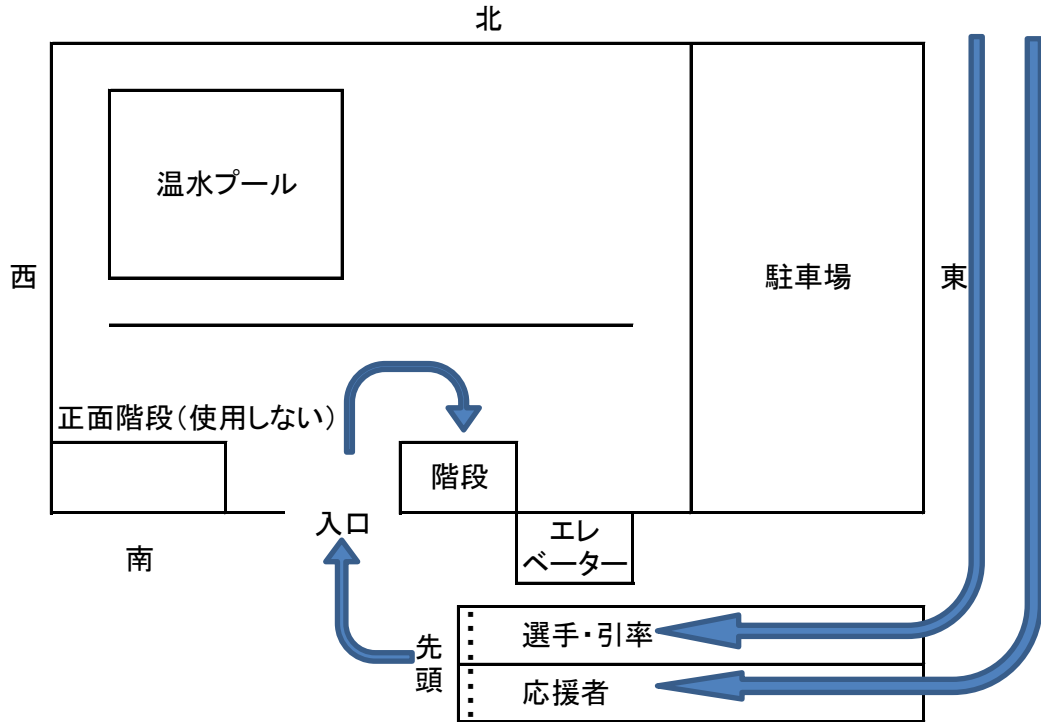 北
温水プール
西
駐車場
東
正面階段(使用しない)
階段
入口
エレ
ベーター
南
選手・引率
先
頭
応援者